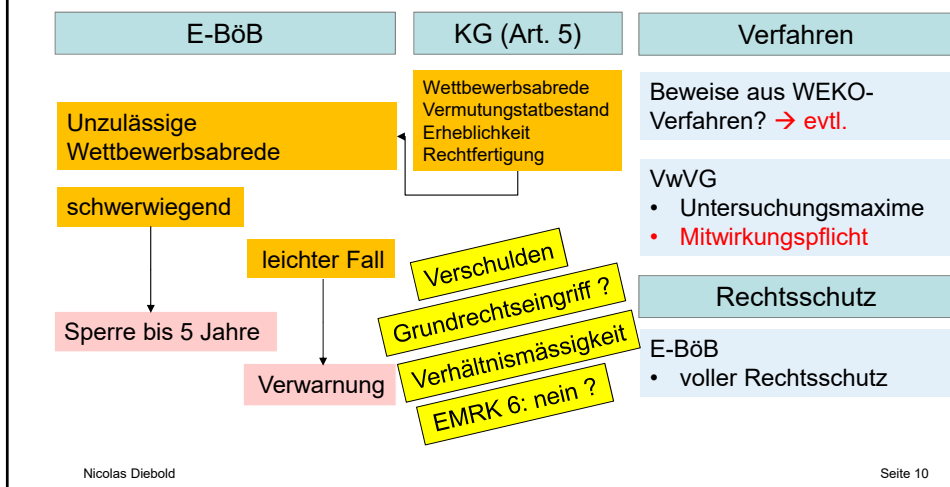 E-BöB
Unzulässige
Wettbewerbsabrede
schwerwiegend
leichter Fall
Sperre bis 5 Jahre
Verwarnung
KG (Art. 5)
Wettbewerbsabrede
Vermutungstatbestand
Erheblichkeit
Rechtfertigung
Verschulden
Grundrechtseingriff ?
Verhältnismässigkeit
EMRK 6: nein ?
Verfahren
Beweise aus WEKO-
Verfahren? → evtl.
VwVG
• Untersuchungsmaxime
• Mitwirkungspflicht
Rechtsschutz
E-BöB
• voller Rechtsschutz
Nicolas Diebold
Seite 10